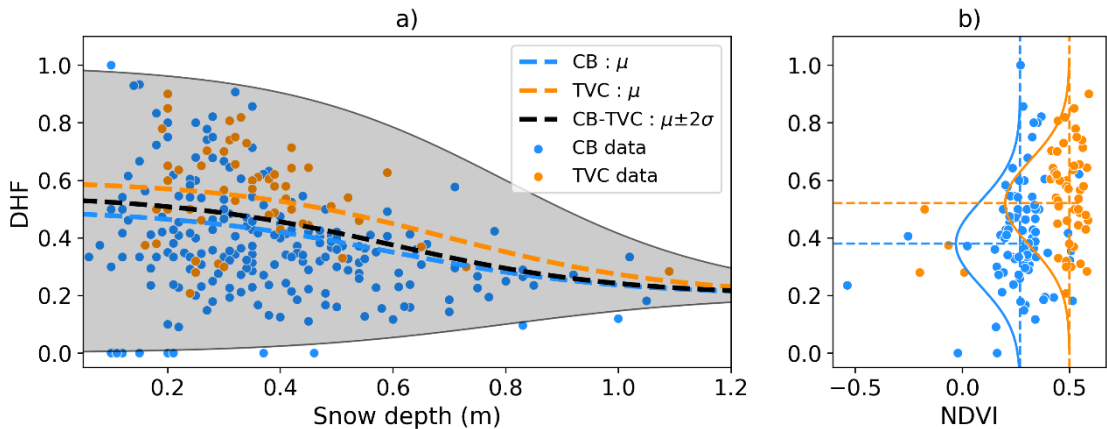 a)
DHF
1.0
0.8
0.6
0.4
0.2
0.0
0.2
0.4
0.6
0.8
1.0
1.2
Snow depth (m)
CB : μ
TVC : μ
CB-TVC : μ±2σ
CB data
TVC data
b)
1.0
0.8
0.6
0.4
0.2
0.0
−0.5
0.0
0.5
NDVI